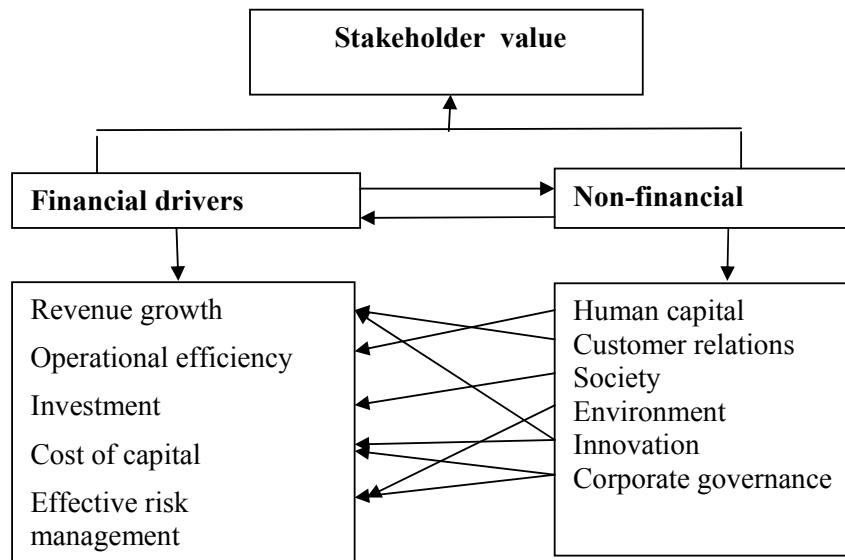 Stakeholder value
Financial drivers
Non-financial
Revenue growth
Operational efficiency
Investment
Cost of capital
Effective risk
management
Human capital
Customer relations
Society
Environment
Innovation
Corporate governance